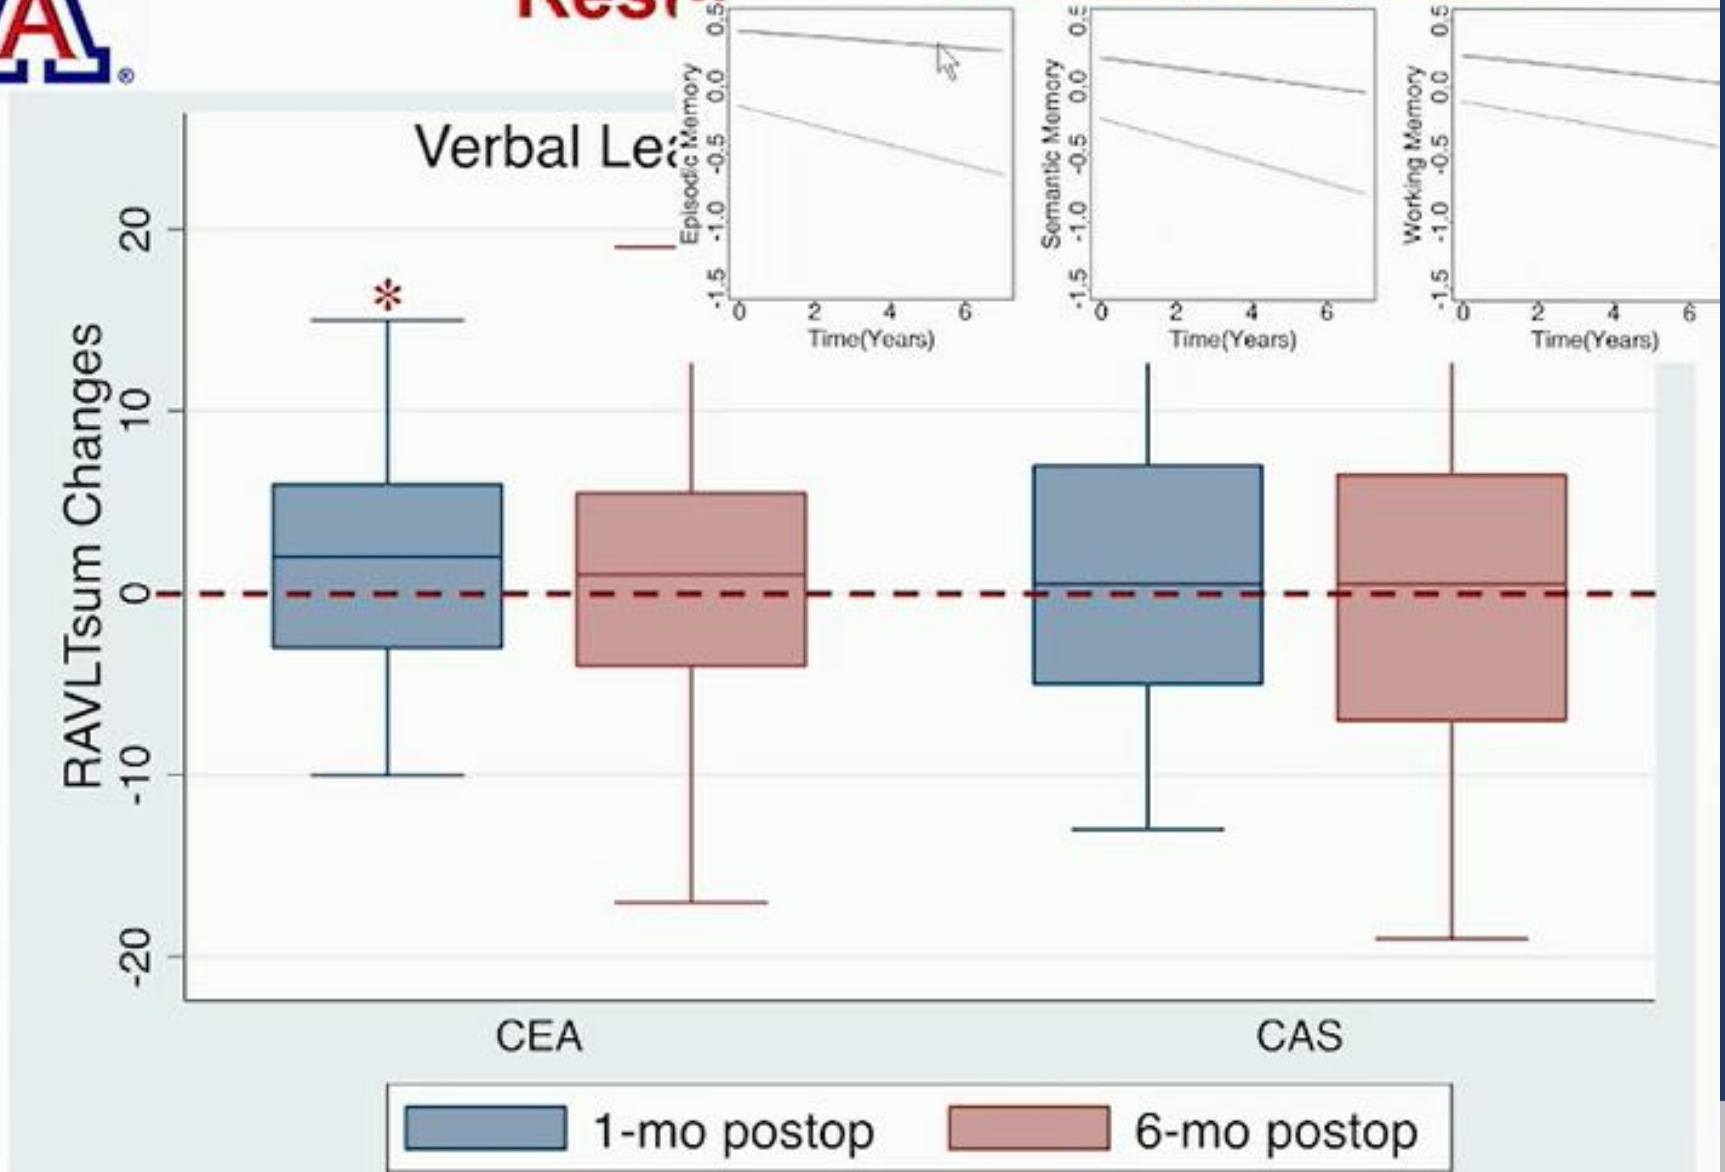 A
®
Verbal Lea
RAVLTsum Changes
20
10
0
-10
-20
*
CEA
CAS
1-mo postop
6-mo postop
Episodic Memory
0.5
0.0
-0.5
-1.0
-1.5
0 2 4 6
Time(Years)
Semantic Memory
0.5
0.0
-0.5
-1.0
-1.5
0 2 4 6
Time(Years)
Working Memory
0.5
0.0
-0.5
-1.0
-1.5
0 2 4 6
Time(Years)